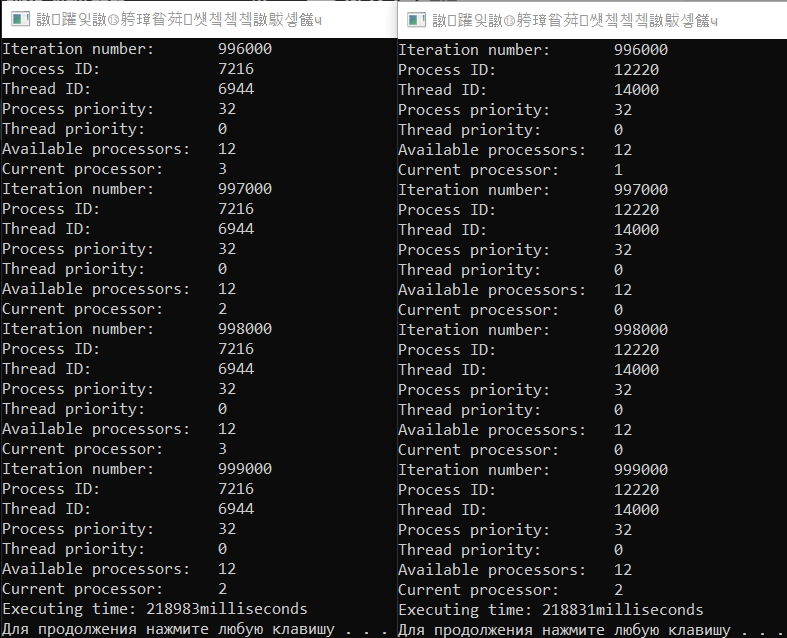 Iteration number: 996000
Process ID: 7216
Thread ID: 6944
Process priority: 32
Thread priority: 0
Available processors: 12
Current processor: 3
Iteration number: 997000
Process ID: 7216
Thread ID: 6944
Process priority: 32
Thread priority: 0
Available processors: 12
Current processor: 2
Iteration number: 998000
Process ID: 7216
Thread ID: 6944
Process priority: 32
Thread priority: 0
Available processors: 12
Current processor: 3
Iteration number: 999000
Process ID: 7216
Thread ID: 6944
Process priority: 32
Thread priority: 0
Available processors: 12
Current processor: 2
Executing time: 218983milliseconds
Для продолжения нажмите любую клавишу . . .
Iteration number: 996000
Process ID: 12220
Thread ID: 14000
Process priority: 32
Thread priority: 0
Available processors: 12
Current processor: 1
Iteration number: 997000
Process ID: 12220
Thread ID: 14000
Process priority: 32
Thread priority: 0
Available processors: 12
Current processor: 0
Iteration number: 998000
Process ID: 12220
Thread ID: 14000
Process priority: 32
Thread priority: 0
Available processors: 12
Current processor: 0
Iteration number: 999000
Process ID: 12220
Thread ID: 14000
Process priority: 32
Thread priority: 0
Available processors: 12
Current processor: 2
Executing time: 218831milliseconds
Для продолжения нажмите любую клавишу . . .